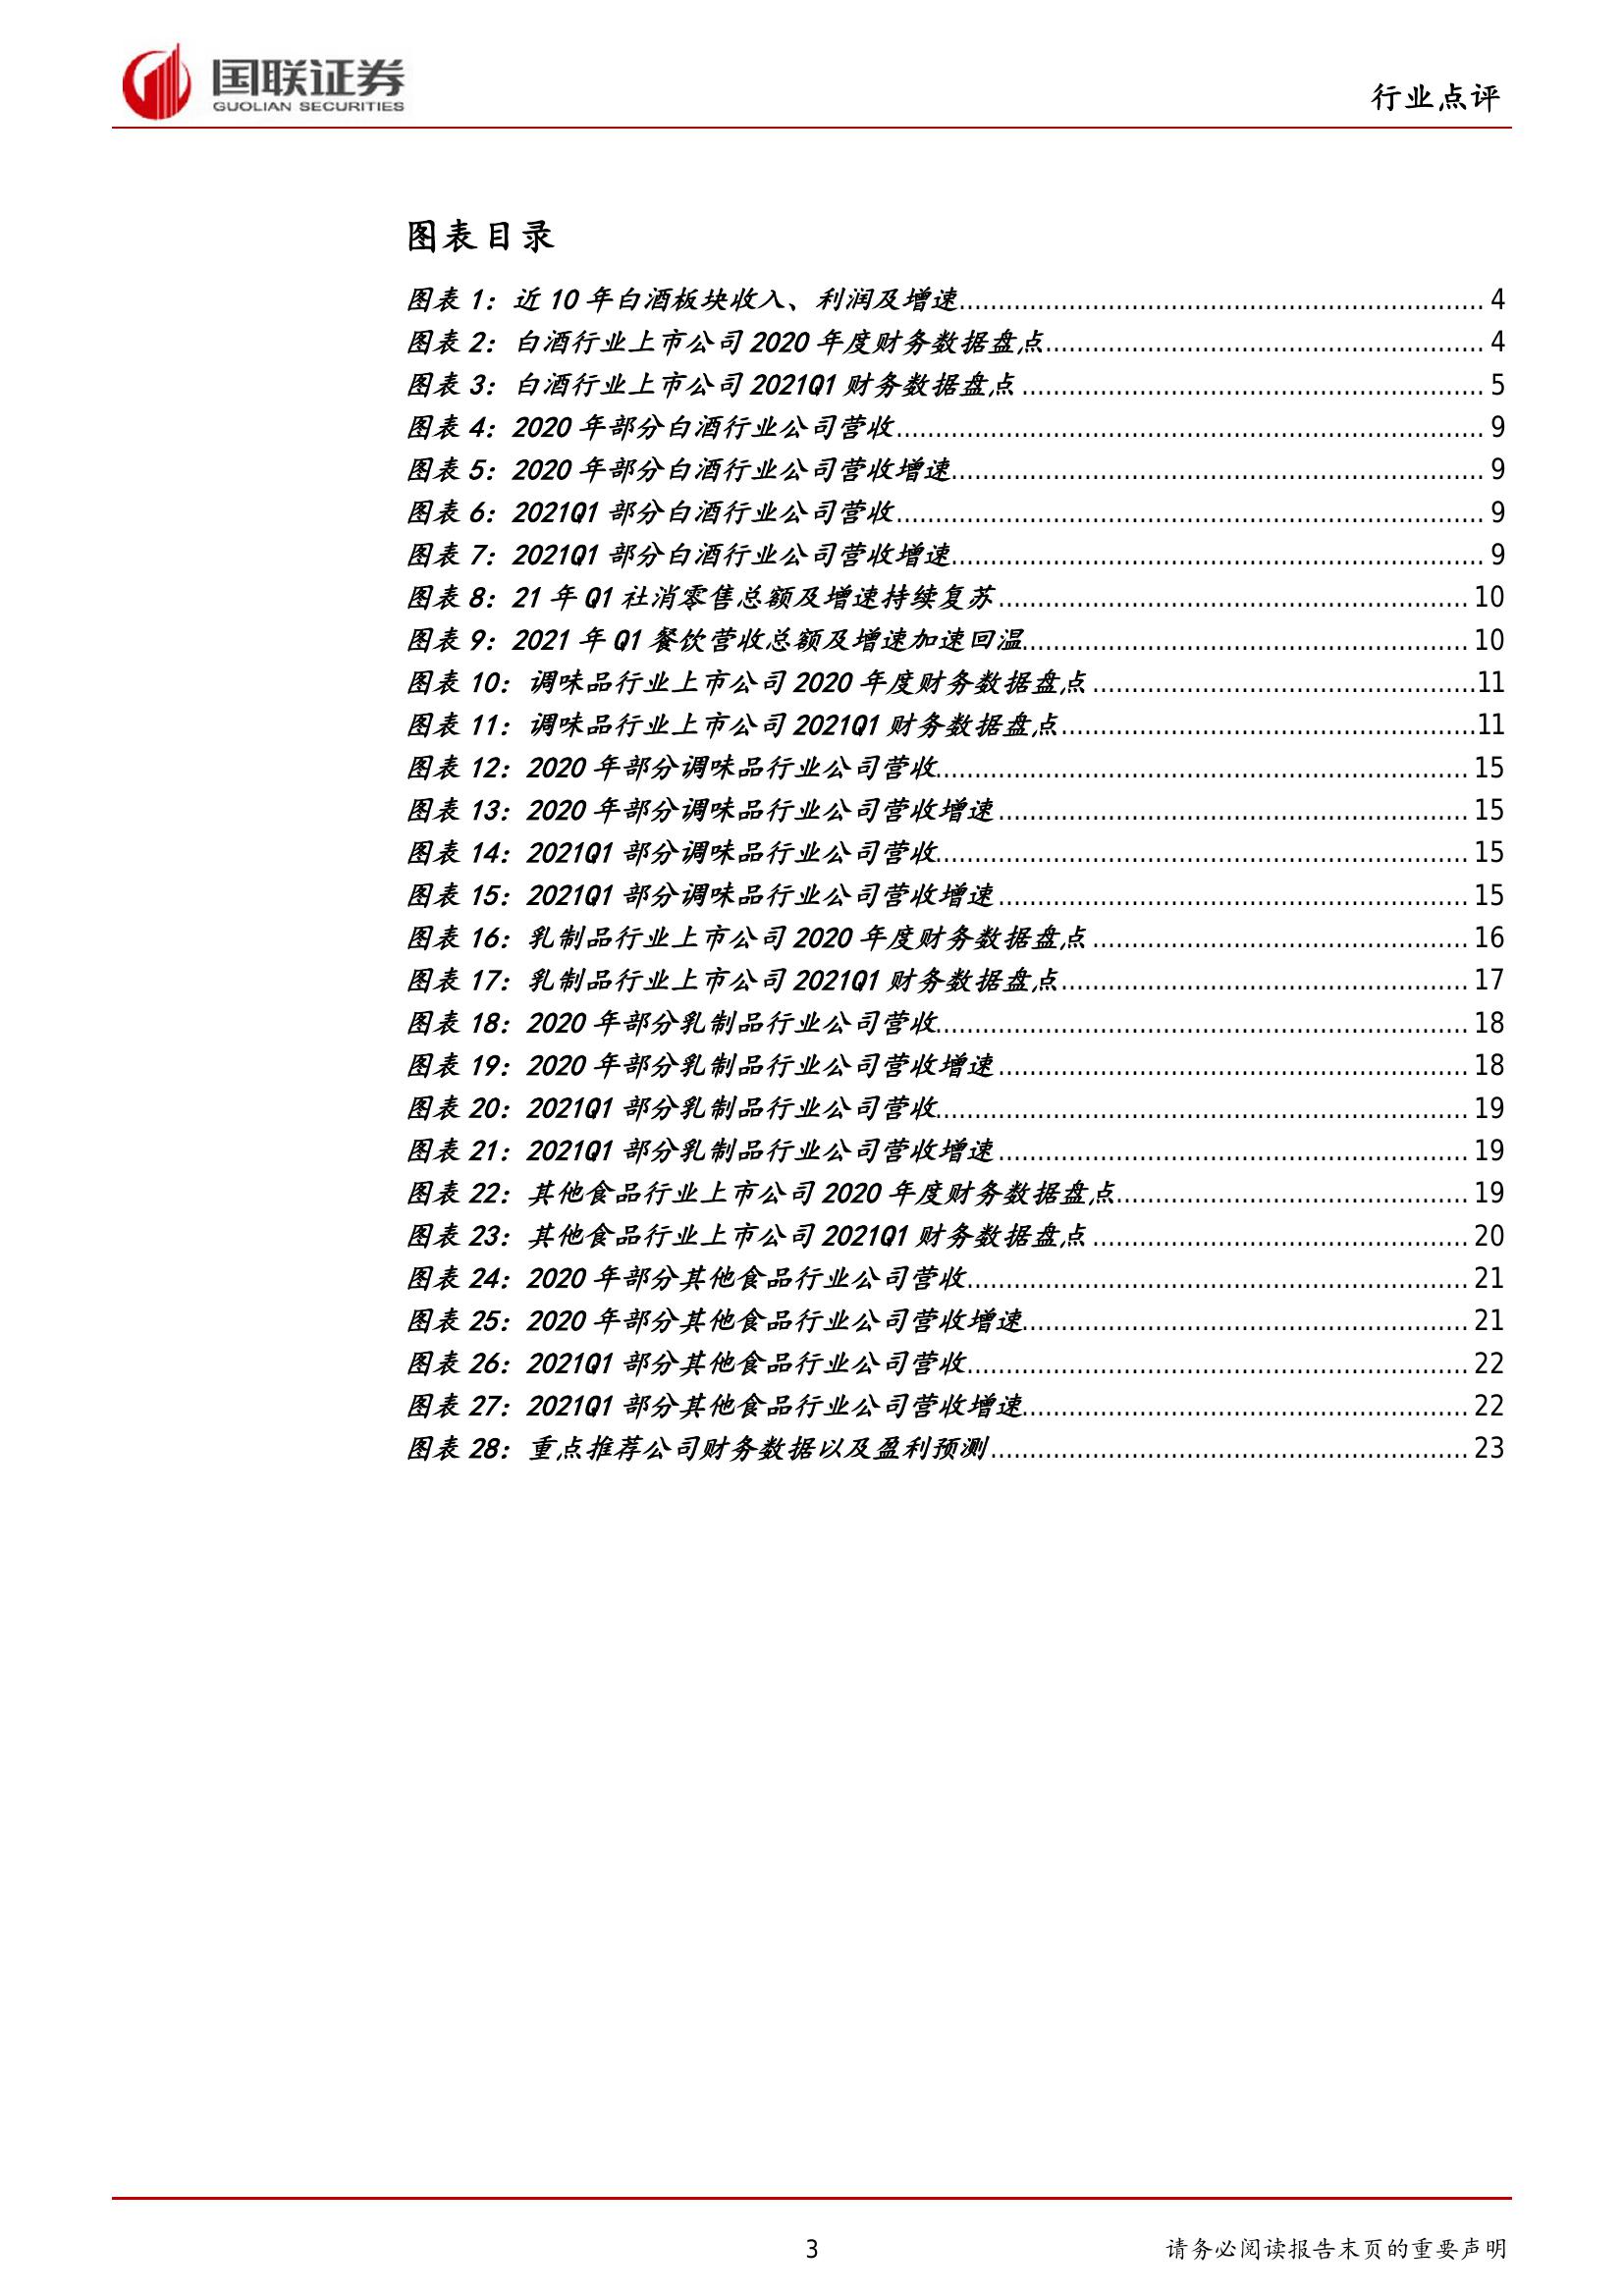 国联证券
GUOLIAN SECURITIES
行业点评
图表目录
图表 1：近 10 年白酒板块收入、利润及增速........ 4
图表 2：白酒行业上市公司 2020 年度财务数据盘点........ 4
图表 3：白酒行业上市公司 2021Q1 财务数据盘点........ 5
图表 4：2020 年部分白酒行业公司营收........ 9
图表 5：2020 年部分白酒行业公司营收增速........ 9
图表 6：2021Q1 部分白酒行业公司营收........ 9
图表 7：2021Q1 部分白酒行业公司营收增速........ 9
图表 8：21 年 Q1 社消零售总额及增速持续复苏........ 10
图表 9：2021 年 Q1 餐饮营收总额及增速加速回温........ 10
图表 10：调味品行业上市公司 2020 年度财务数据盘点........ 11
图表 11：调味品行业上市公司 2021Q1 财务数据盘点........ 11
图表 12：2020 年部分调味品行业公司营收........ 15
图表 13：2020 年部分调味品行业公司营收增速........ 15
图表 14：2021Q1 部分调味品行业公司营收........ 15
图表 15：2021Q1 部分调味品行业公司营收增速........ 15
图表 16：乳制品行业上市公司 2020 年度财务数据盘点........ 16
图表 17：乳制品行业上市公司 2021Q1 财务数据盘点........ 17
图表 18：2020 年部分乳制品行业公司营收........ 18
图表 19：2020 年部分乳制品行业公司营收增速........ 18
图表 20：2021Q1 部分乳制品行业公司营收........ 19
图表 21：2021Q1 部分乳制品行业公司营收增速........ 19
图表 22：其他食品行业上市公司 2020 年度财务数据盘点........ 19
图表 23：其他食品行业上市公司 2021Q1 财务数据盘点........ 20
图表 24：2020 年部分其他食品行业公司营收........ 21
图表 25：2020 年部分其他食品行业公司营收增速........ 21
图表 26：2021Q1 部分其他食品行业公司营收........ 22
图表 27：2021Q1 部分其他食品行业公司营收增速........ 22
图表 28：重点推荐公司财务数据以及盈利预测........ 23
3
请务必阅读报告末页的重要声明